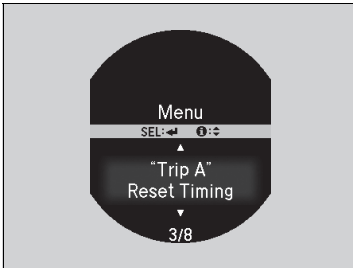 Menu
SEL:↵ ℹ:▲▼
▲
“Trip A”
Reset Timing
▼
3/8